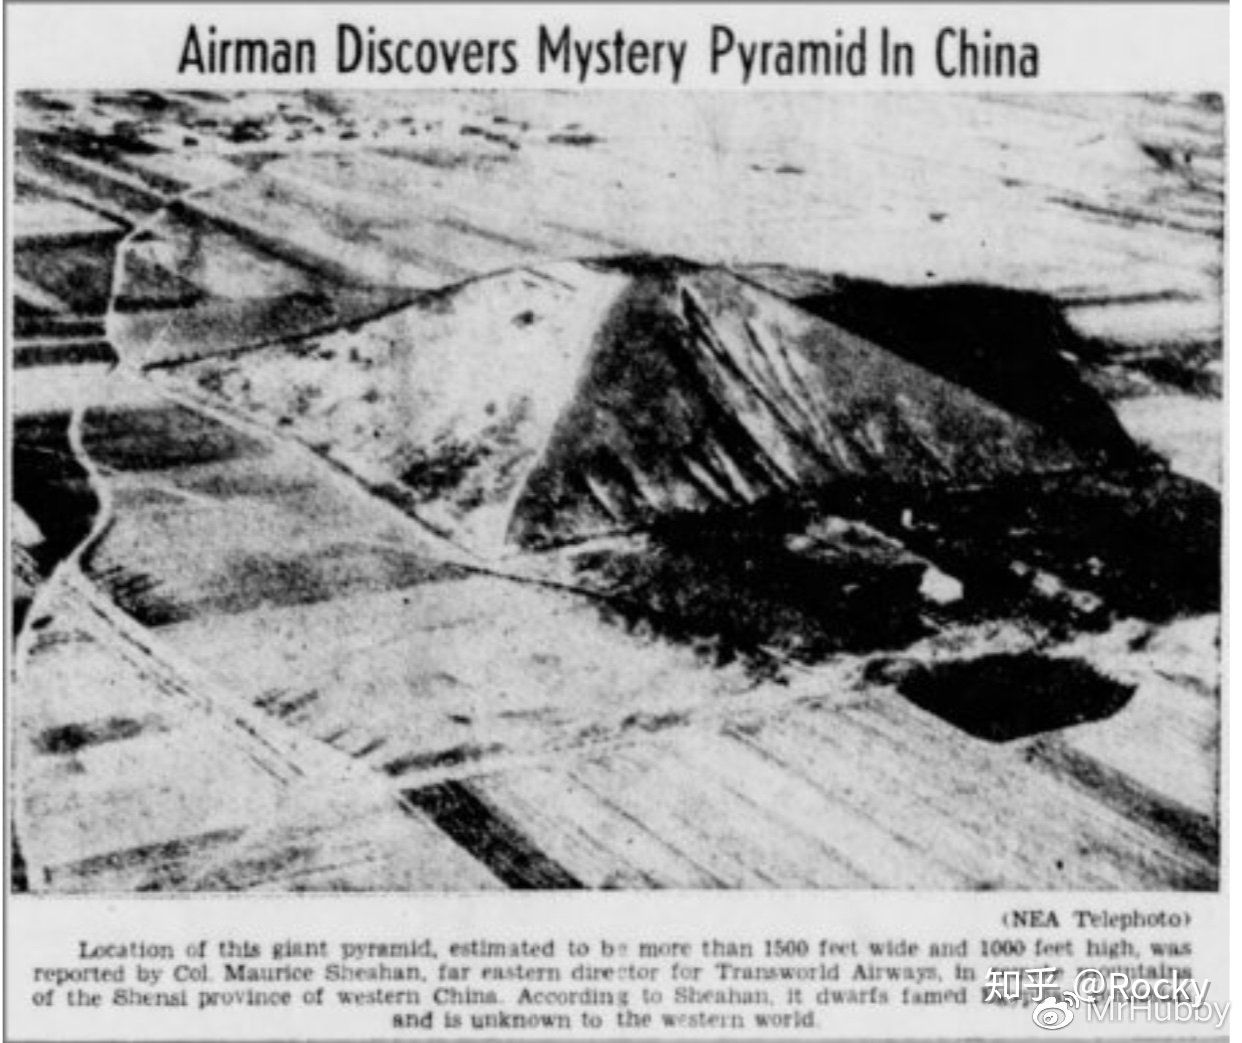 Airman Discovers Mystery Pyramid In China
(NEA Telephoto)
Location of this giant pyramid, estimated to be more than 1500 feet wide and 1000 feet high, was
reported by Col. Maurice Sheahan, far eastern director for Transworld Airways, in
of the Shensi province of western China. According to Sheahan, it dwarfs famed
and is unknown to the western world.
知乎 @Rocky
MrHubby